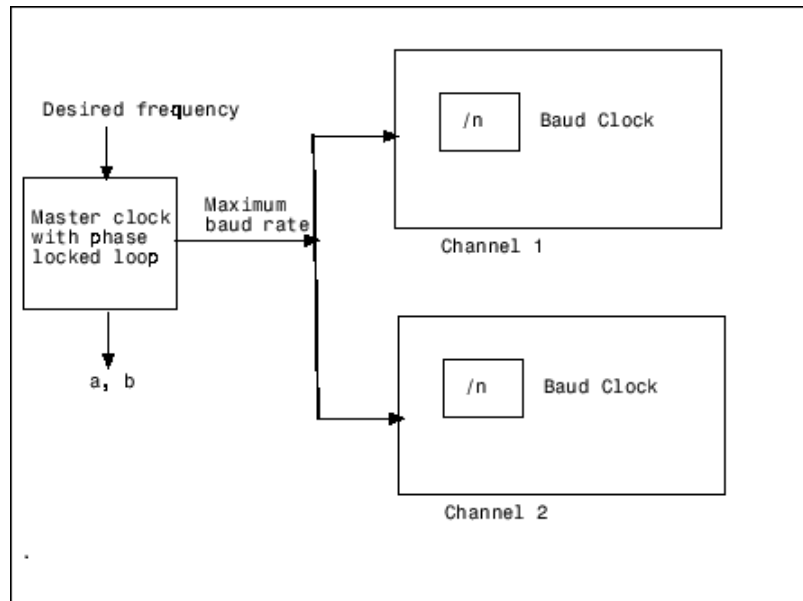 Desired frequency
Master clock
with phase
locked loop
a, b
Maximum
baud rate
/n
Baud Clock
Channel 1
/n
Baud Clock
Channel 2
.